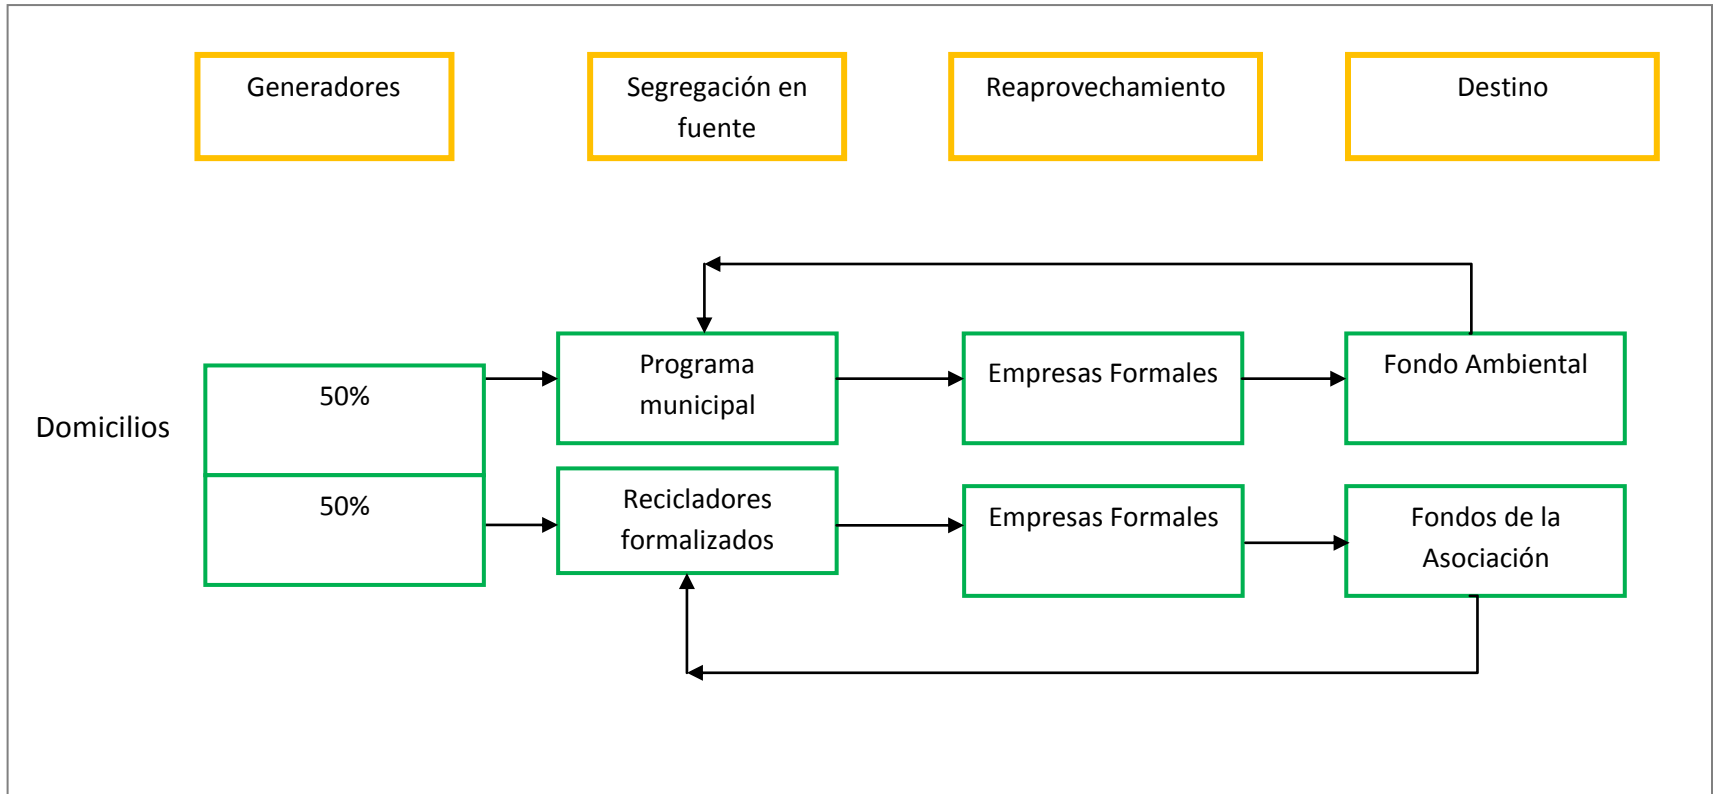 Generadores
Segregación en
fuente
Reaprovechamiento
Destino
Domicilios
50%
Programa
municipal
Empresas Formales
Fondo Ambiental
50%
Recicladores
formalizados
Empresas Formales
Fondos de la
Asociación